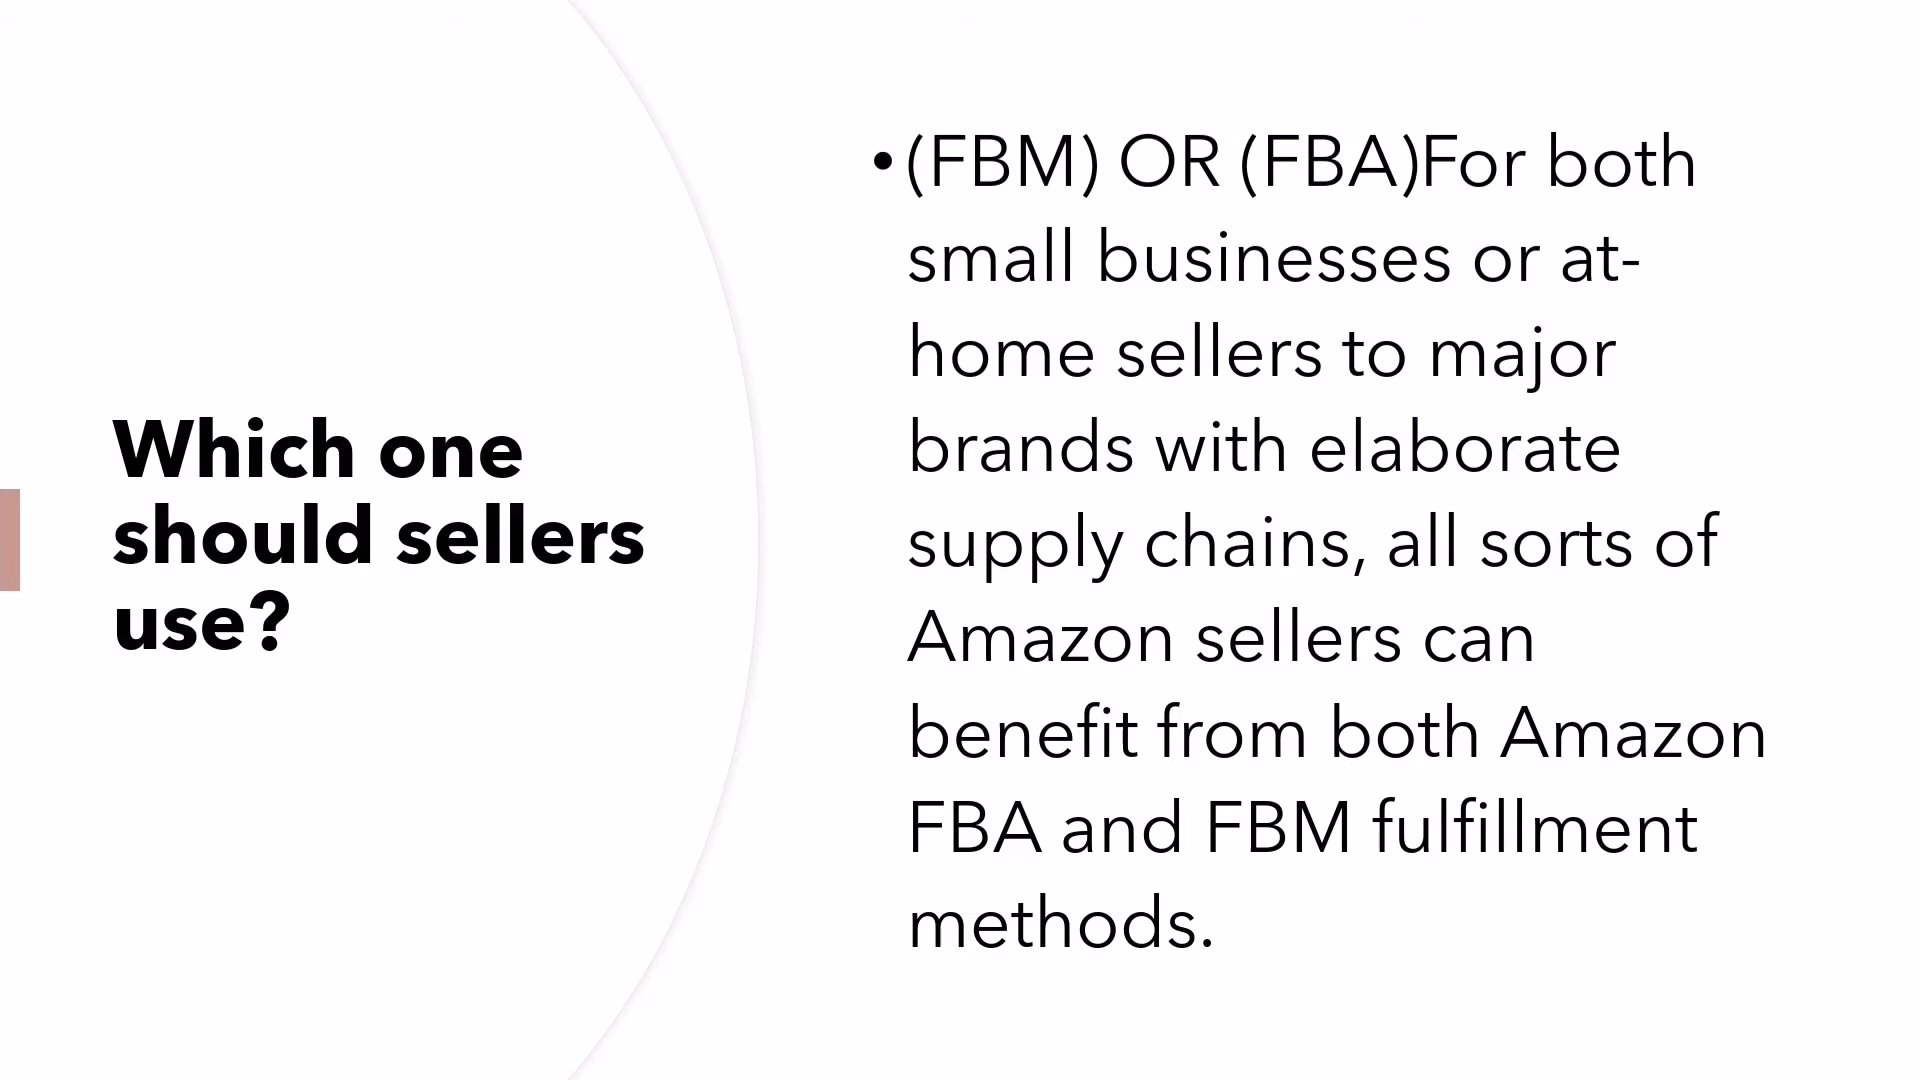 Which one
should sellers
use?
• (FBM) OR (FBA)For both
small businesses or at-
home sellers to major
brands with elaborate
supply chains, all sorts of
Amazon sellers can
benefit from both Amazon
FBA and FBM fulfillment
methods.